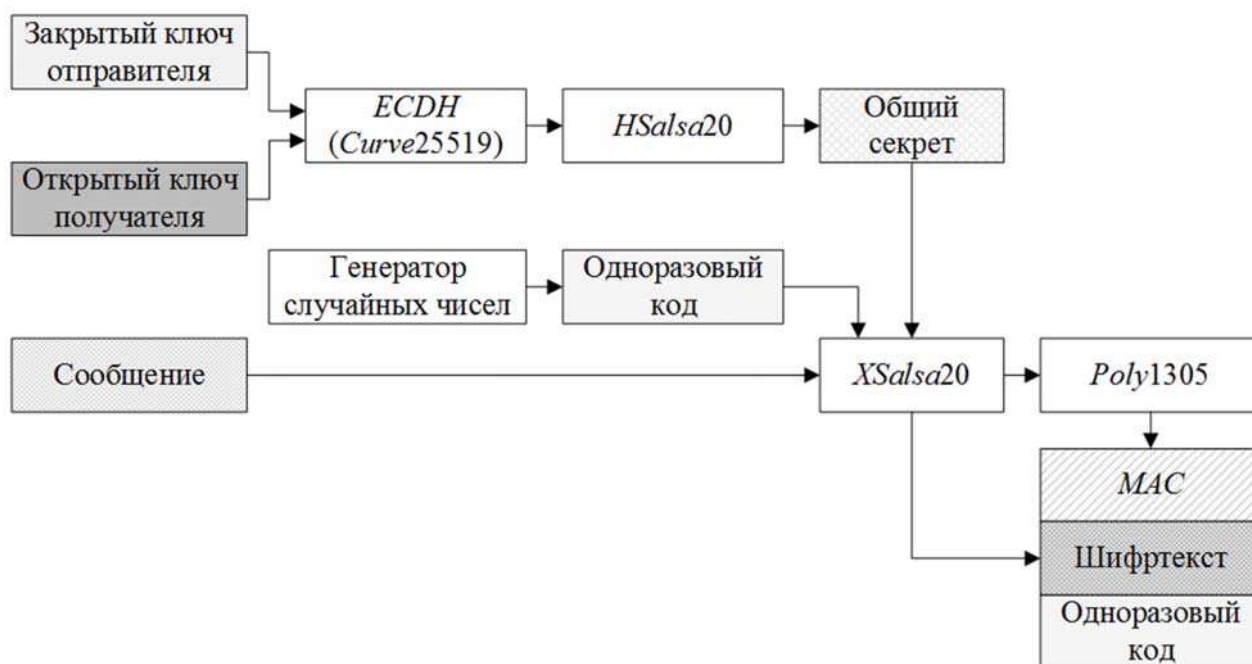 Закрытый ключ
отправителя
ECDH
(Curve25519)
HSalsa20
Общий
секрет
Открытый ключ
получателя
Генератор
случайных чисел
Одноразовый
код
Сообщение
XSalsa20
Poly1305
MAC
Шифртекст
Одноразовый
код